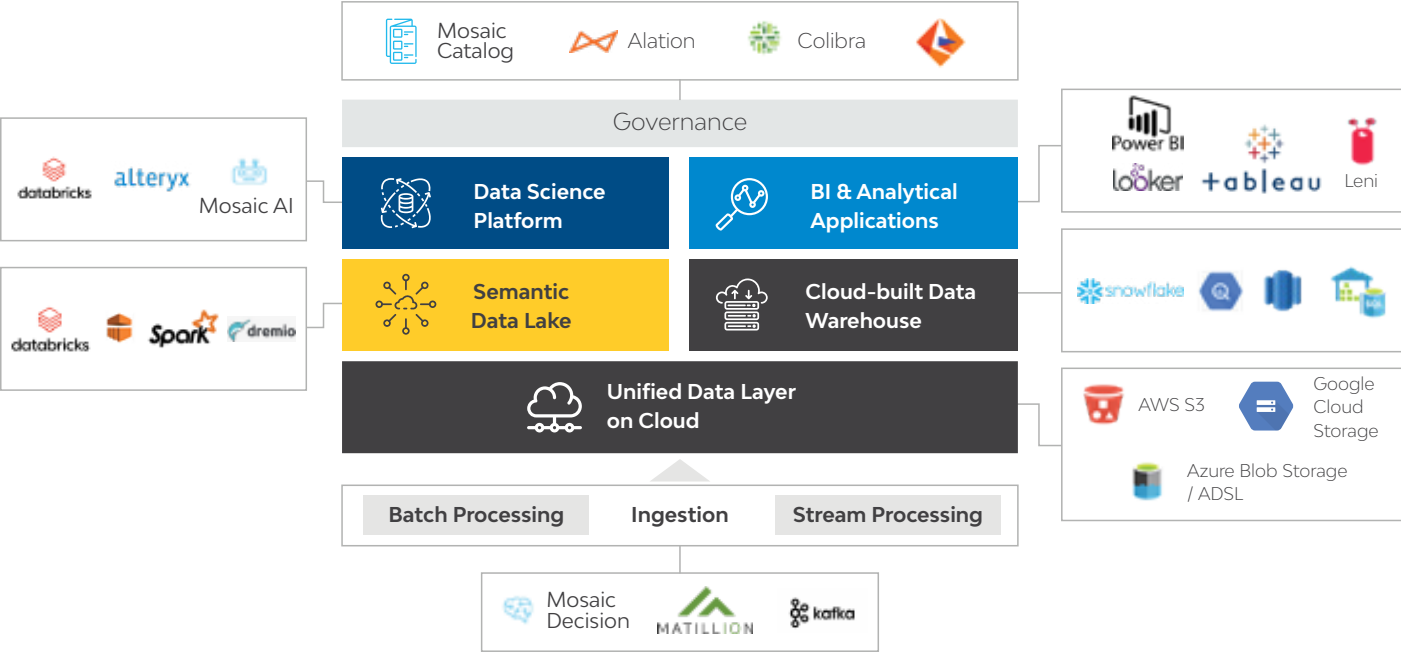 Mosaic
Catalog
Alation
Colibra
Governance
databricks
alteryx
Mosaic AI
Data Science
Platform
BI & Analytical
Applications
Power BI
looker
+ a b | e a u
Leni
databricks
Spark
dremio
Semantic
Data Lake
Cloud-built Data
Warehouse
snowflake
SQL
Unified Data Layer
on Cloud
AWS S3
Google
Cloud
Storage
Azure Blob Storage
/ ADSL
Batch Processing
Ingestion
Stream Processing
Mosaic
Decision
MATILLION
kafka